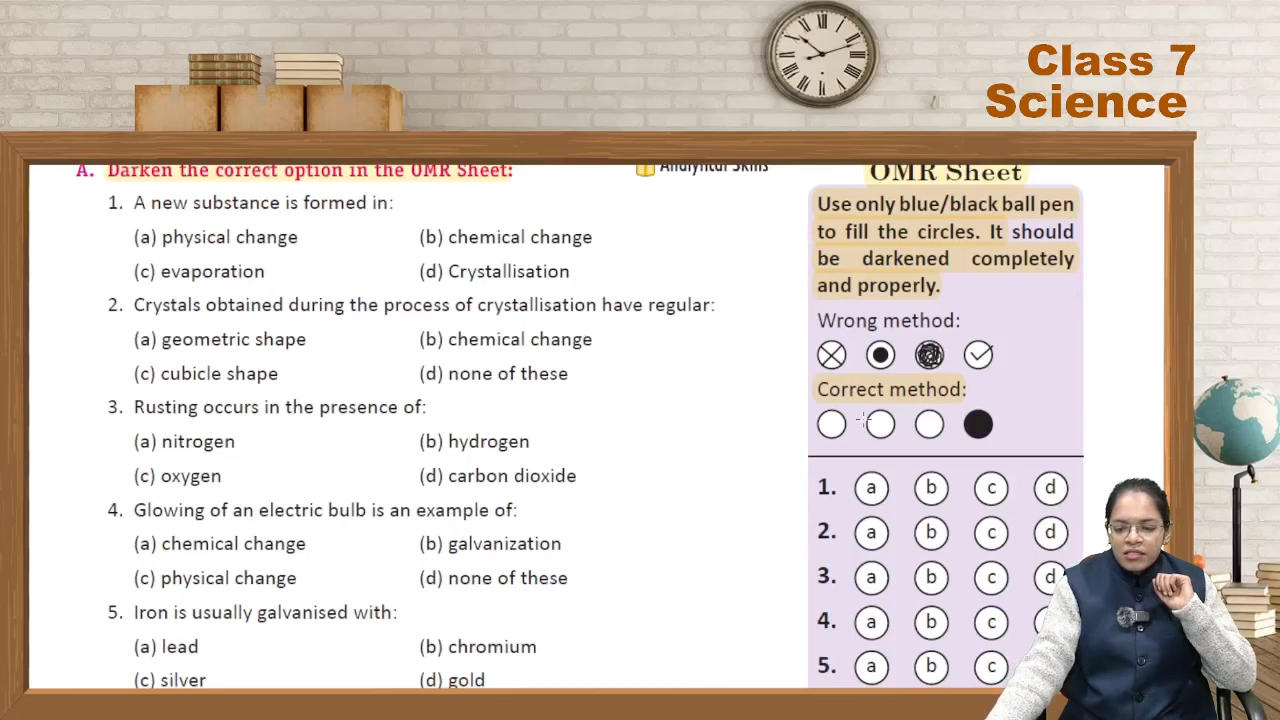 Class 7
Science
A. Darken the correct option in the OMR Sheet:
Analytical Skills
1. A new substance is formed in:
(a) physical change (b) chemical change
(c) evaporation (d) Crystallisation
2. Crystals obtained during the process of crystallisation have regular:
(a) geometric shape (b) chemical change
(c) cubicle shape (d) none of these
3. Rusting occurs in the presence of:
(a) nitrogen (b) hydrogen
(c) oxygen (d) carbon dioxide
4. Glowing of an electric bulb is an example of:
(a) chemical change (b) galvanization
(c) physical change (d) none of these
5. Iron is usually galvanised with:
(a) lead (b) chromium
(c) silver (d) gold
OMR Sheet
Use only blue/black ball pen
to fill the circles. It should
be darkened completely
and properly.
Wrong method:
Correct method:
1. a b c d
2. a b c d
3. a b c d
4. a b c
5. a b c